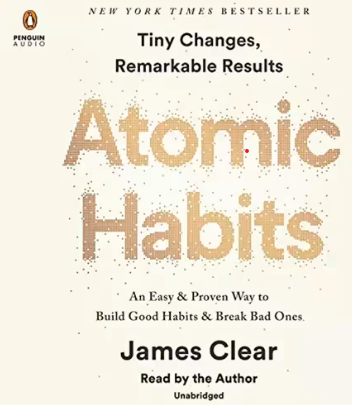 NEW YORK TIMES BESTSELLER
PENGUIN
AUDIO
Tiny Changes,
Remarkable Results
Atomic
Habits
An Easy & Proven Way to
Build Good Habits & Break Bad Ones
James Clear
Read by the Author
Unabridged